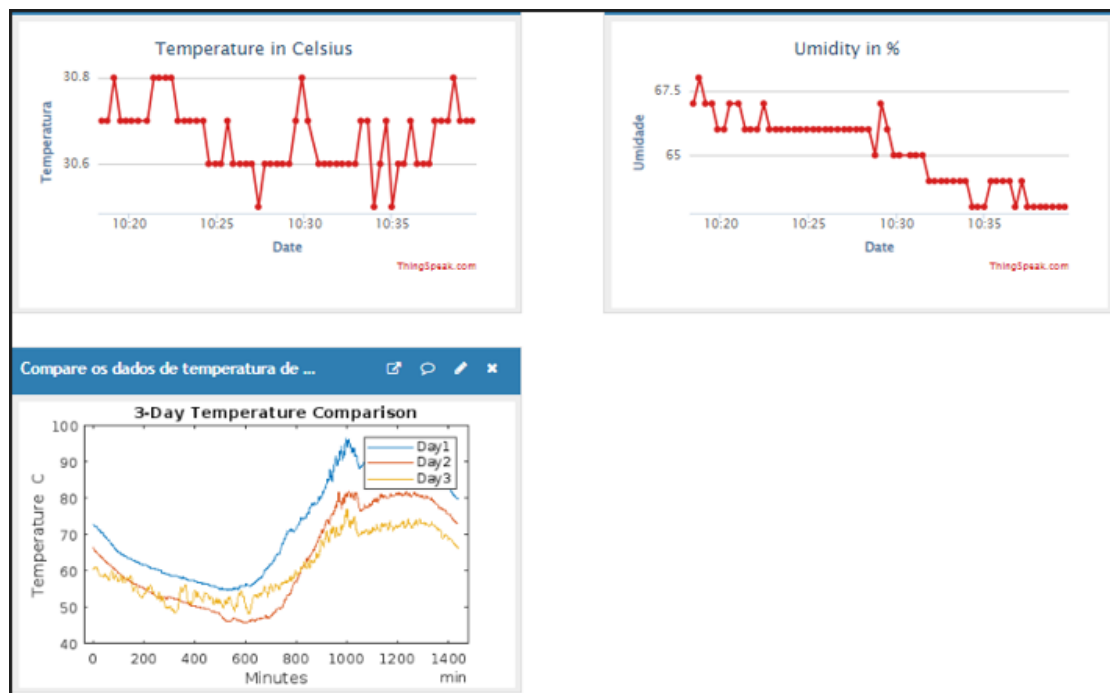 Temperature in Celsius
30.8
30.6
Temperatura
10:20 10:25 10:30 10:35
Date
ThingSpeak.com
Umidity in %
67.5
65
Umidade
10:20 10:25 10:30 10:35
Date
ThingSpeak.com
Compare os dados de temperatura de ...
3-Day Temperature Comparison
100
90
80
70
60
50
40
Temperature C
Day1
Day2
Day3
0 200 400 600 800 1000 1200 1400
Minutes min